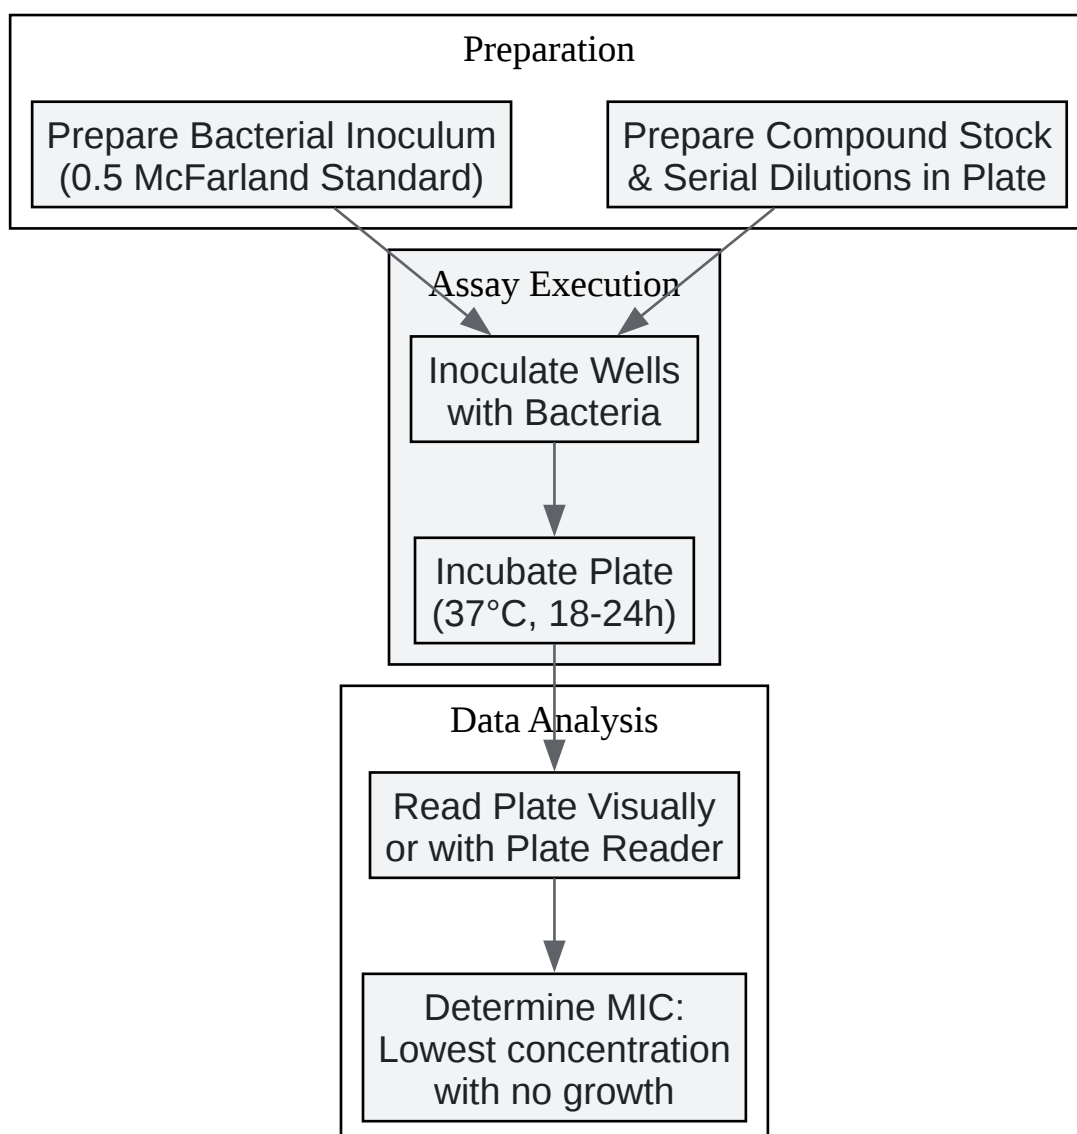 Preparation
Prepare Bacterial Inoculum
(0.5 McFarland Standard)
Prepare Compound Stock
& Serial Dilutions in Plate
Assay Execution
Inoculate Wells
with Bacteria
Incubate Plate
(37°C, 18-24h)
Data Analysis
Read Plate Visually
or with Plate Reader
Determine MIC:
Lowest concentration
with no growth